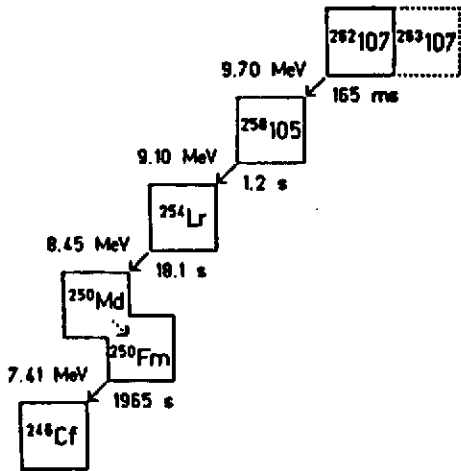 ²⁶²107 ²⁶³107
9.70 MeV
165 ms
²⁵⁸105
9.10 MeV
1.2 s
²⁵⁴Lr
8.45 MeV
18.1 s
²⁵⁰Md
²⁵⁰Fm
7.41 MeV
1965 s
²⁴⁶Cf